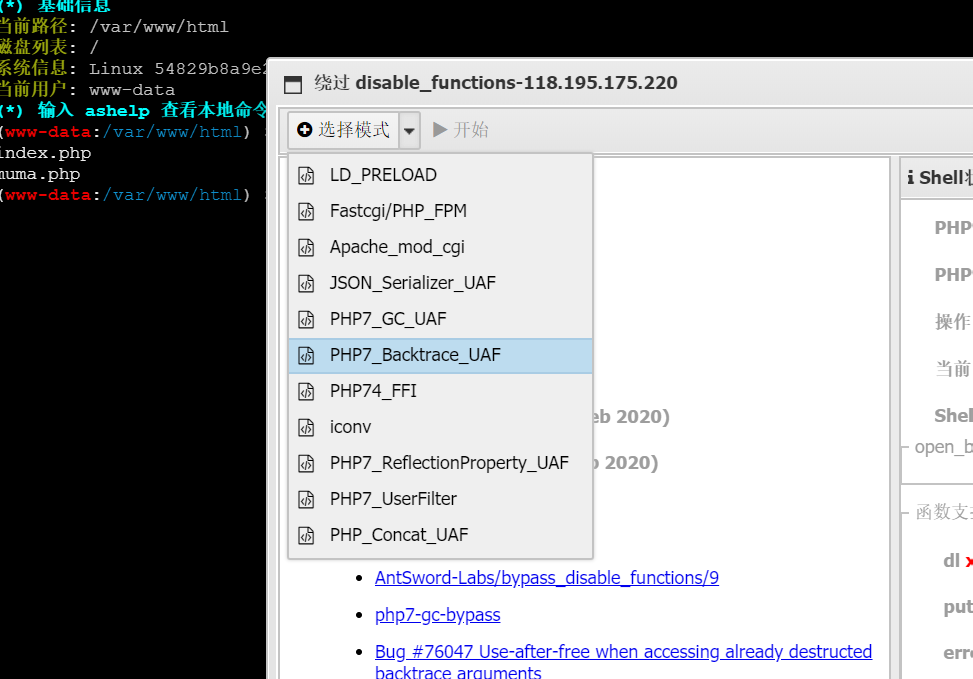 (*) 基础信息
当前路径: /var/www/html
磁盘列表: /
系统信息: Linux 54829b8a9e2
当前用户: www-data
(*) 输入 ashelp 查看本地命令
(www-data:/var/www/html)
index.php
muma.php
(www-data:/var/www/html)
绕过 disable_functions-118.195.175.220
选择模式 开始
LD_PRELOAD
Fastcgi/PHP_FPM
Apache_mod_cgi
JSON_Serializer_UAF
PHP7_GC_UAF
PHP7_Backtrace_UAF
PHP74_FFI
iconv
PHP7_ReflectionProperty_UAF
PHP7_UserFilter
PHP_Concat_UAF
eb 2020)
2020)
AntSword-Labs/bypass_disable_functions/9
php7-gc-bypass
Bug #76047 Use-after-free when accessing already destructed
backtrace arguments
Shell
PHP
PHP
操作
当前
Shel
open_b
函数支
dl x
put
erro